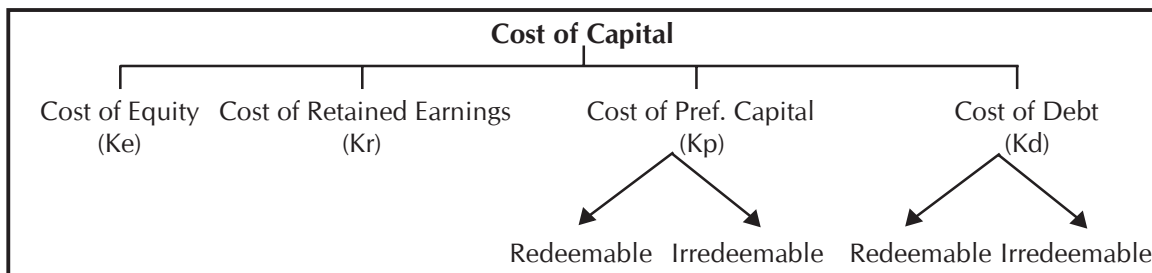 Cost of Capital
Cost of Equity Cost of Retained Earnings Cost of Pref. Capital Cost of Debt
(Ke) (Kr) (Kp) (Kd)
Redeemable Irredeemable Redeemable Irredeemable